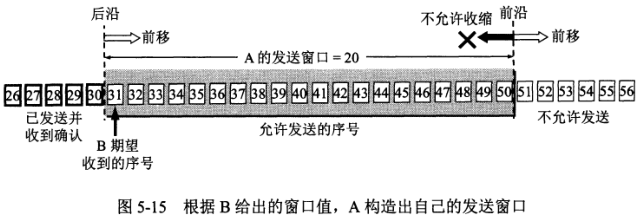 后沿
前沿
不允许收缩
前移
前移
A 的发送窗口 = 20
26 27 28 29 30 31 32 33 34 35 36 37 38 39 40 41 42 43 44 45 46 47 48 49 50 51 52 53 54 55 56
已发送并
收到确认
B 期望
收到的序号
允许发送的序号
不允许发送
图 5-15 根据 B 给出的窗口值，A 构造出自己的发送窗口